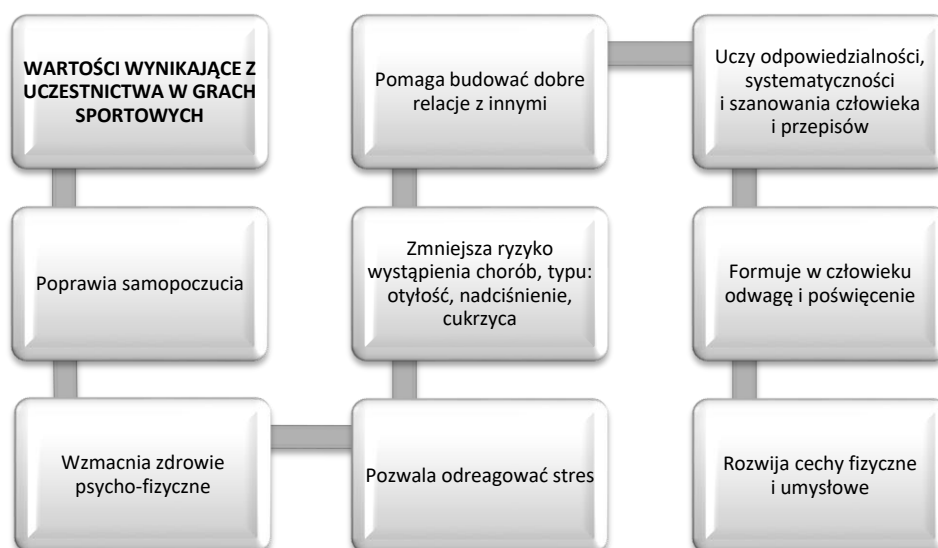 WARTOŚCI WYNIKAJĄCE Z
UCZESTNICTWA W GRACH
SPORTOWYCH
Poprawia samopoczucia
Wzmacnia zdrowie
psycho-fizyczne
Pozwala odreagować stres
Zmniejsza ryzyko
wystąpienia chorób, typu:
otyłość, nadciśnienie,
cukrzyca
Pomaga budować dobre
relacje z innymi
Uczy odpowiedzialności,
systematyczności
i szanowania człowieka
i przepisów
Formuje w człowieku
odwagę i poświęcenie
Rozwija cechy fizyczne
i umysłowe